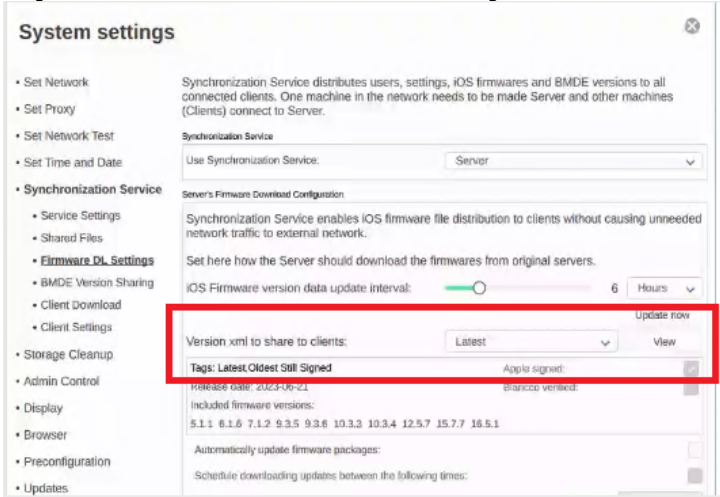 System settings
• Set Network
• Set Proxy
• Set Network Test
• Set Time and Date
• Synchronization Service
• Service Settings
• Shared Files
• Firmware DL Settings
• BMDE Version Sharing
• Client Download
• Client Settings
• Storage Cleanup
• Admin Control
• Display
• Browser
• Preconfiguration
• Updates
Synchronization Service distributes users, settings, iOS firmwares and BMDE versions to all
connected clients. One machine in the network needs to be made Server and other machines
(Clients) connect to Server.
Synchronization Service
Use Synchronization Service: Server
Server's Firmware Download Configuration
Synchronization Service enables iOS firmware file distribution to clients without causing unneeded
network traffic to external network.
Set here how the Server should download the firmwares from original servers.
iOS Firmware version data update interval: 6 Hours
Update now
Version xml to share to clients: Latest View
Tags: Latest,Oldest Still Signed Apple signed:
Release date: 2023-06-21 Blancco verified:
Included firmware versions:
5.1.1 6.1.6 7.1.2 9.3.5 9.3.6 10.3.3 10.3.4 12.5.7 15.7.7 16.5.1
Automatically update firmware packages:
Schedule downloading updates between the following times: